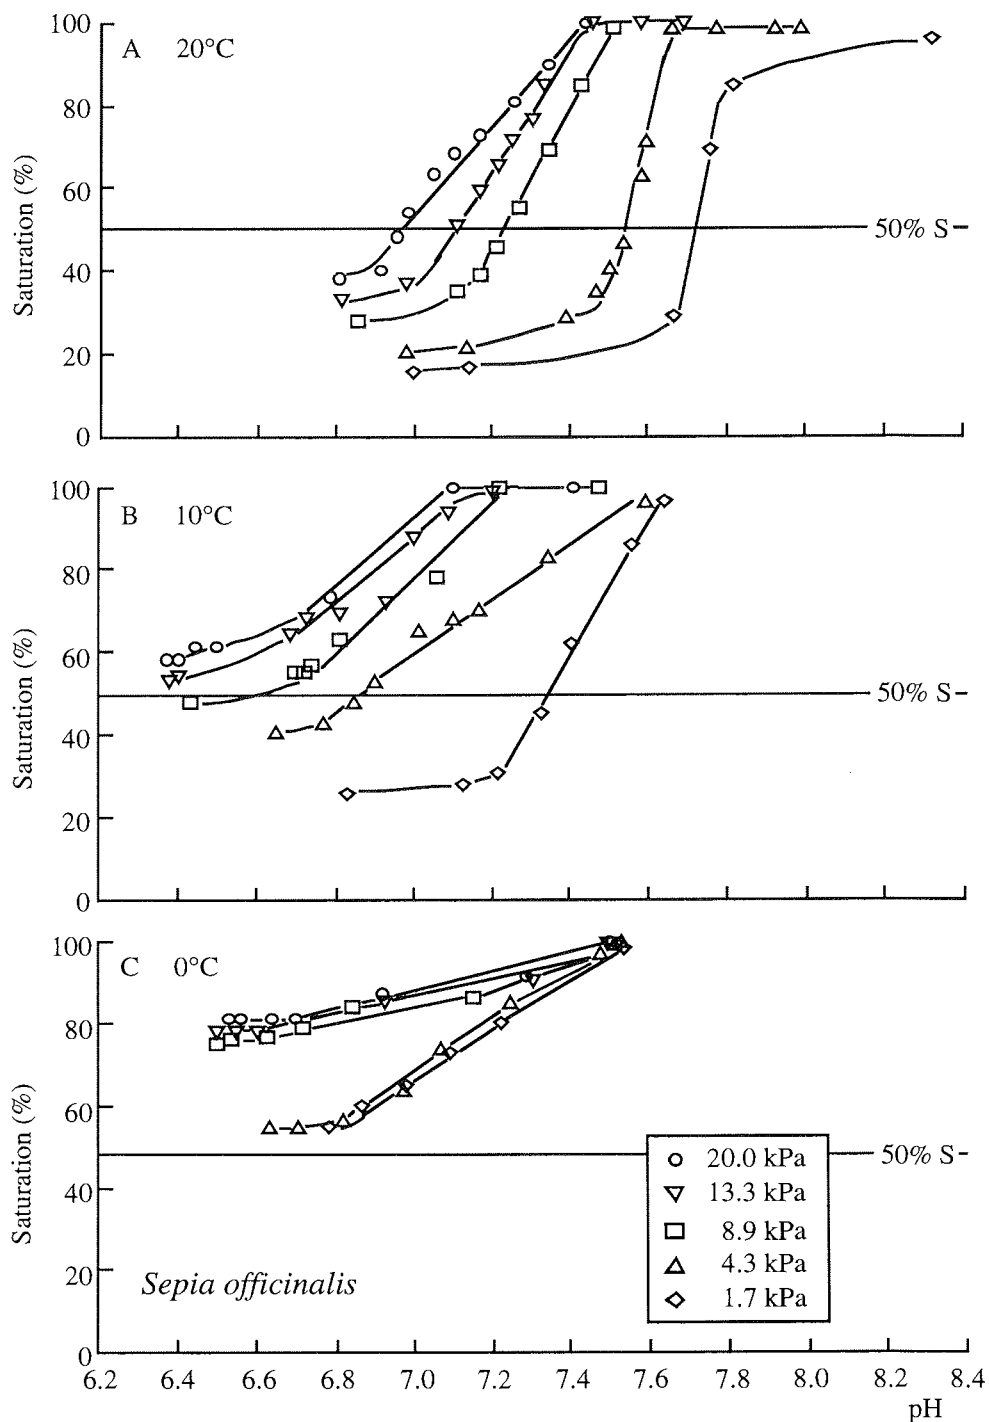 A 20°C
100
80
60
40
20
0
Saturation (%)
50% S
B 10°C
100
80
60
40
20
0
Saturation (%)
50% S
C 0°C
100
80
60
40
20
0
Saturation (%)
50% S
20.0 kPa
13.3 kPa
8.9 kPa
4.3 kPa
1.7 kPa
Sepia officinalis
6.2 6.4 6.6 6.8 7.0 7.2 7.4 7.6 7.8 8.0 8.2 8.4
pH